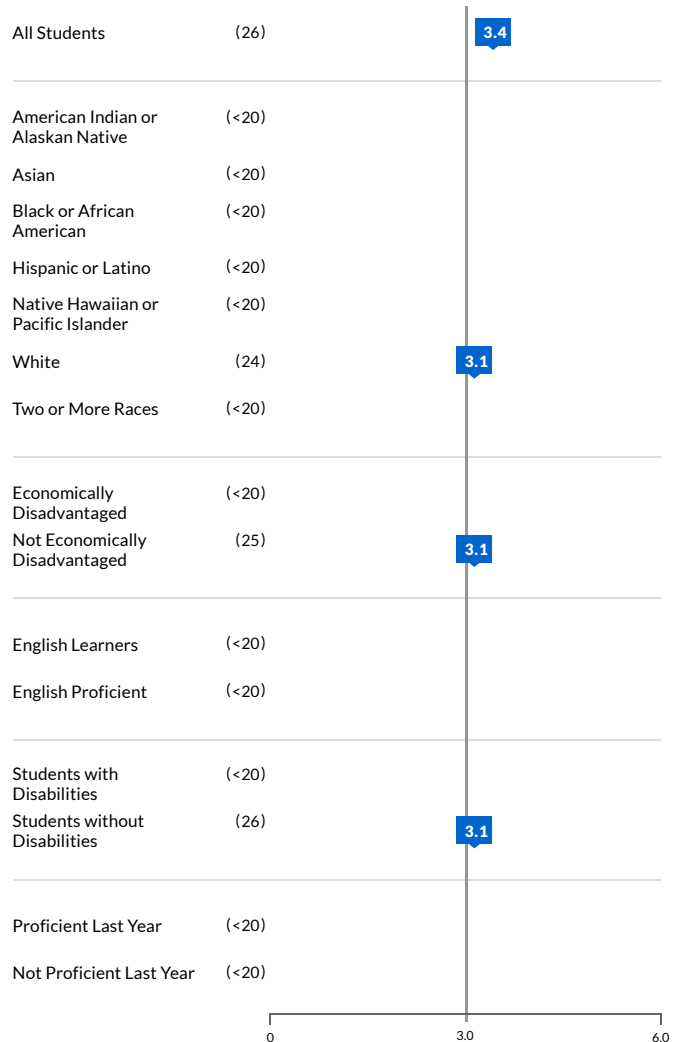 All Students (26) 3.4
American Indian or (<20)
Alaskan Native
Asian (<20)
Black or African (<20)
American
Hispanic or Latino (<20)
Native Hawaiian or (<20)
Pacific Islander
White (24) 3.1
Two or More Races (<20)
Economically (<20)
Disadvantaged
Not Economically (25) 3.1
Disadvantaged
English Learners (<20)
English Proficient (<20)
Students with (<20)
Disabilities
Students without (26) 3.1
Disabilities
Proficient Last Year (<20)
Not Proficient Last Year (<20)
0 3.0 6.0